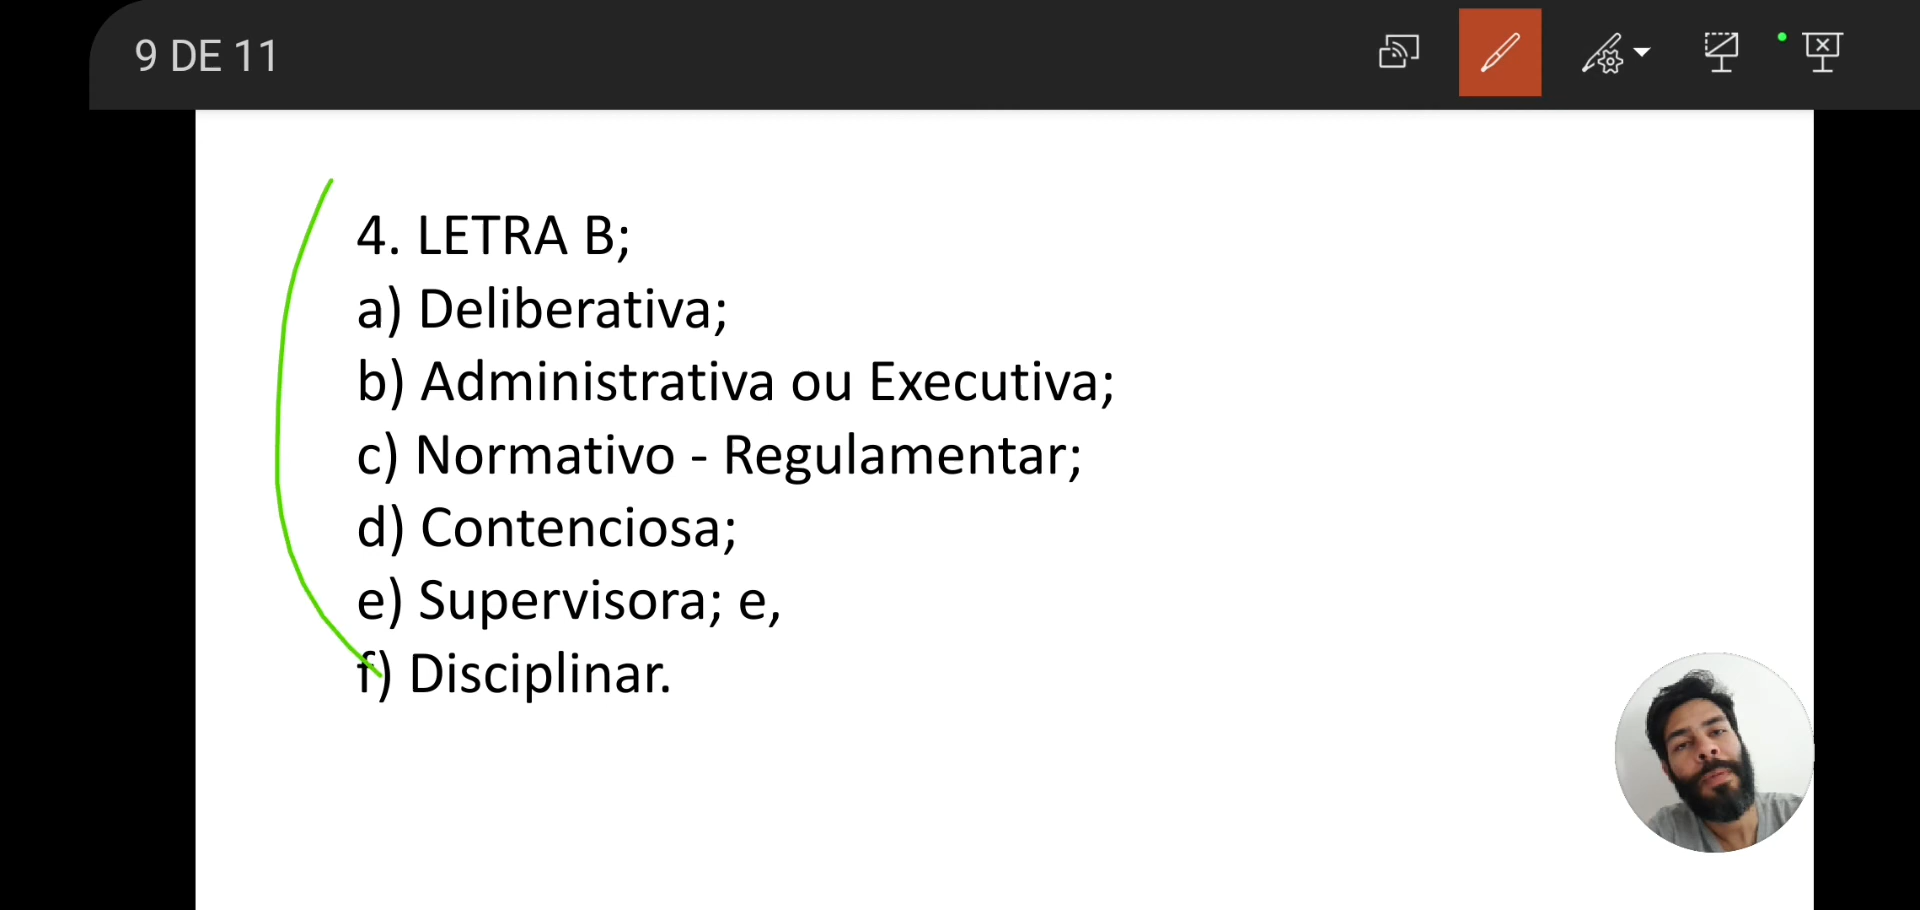 9 DE 11
4. LETRA B;
a) Deliberativa;
b) Administrativa ou Executiva;
c) Normativo - Regulamentar;
d) Contenciosa;
e) Supervisora; e,
f) Disciplinar.